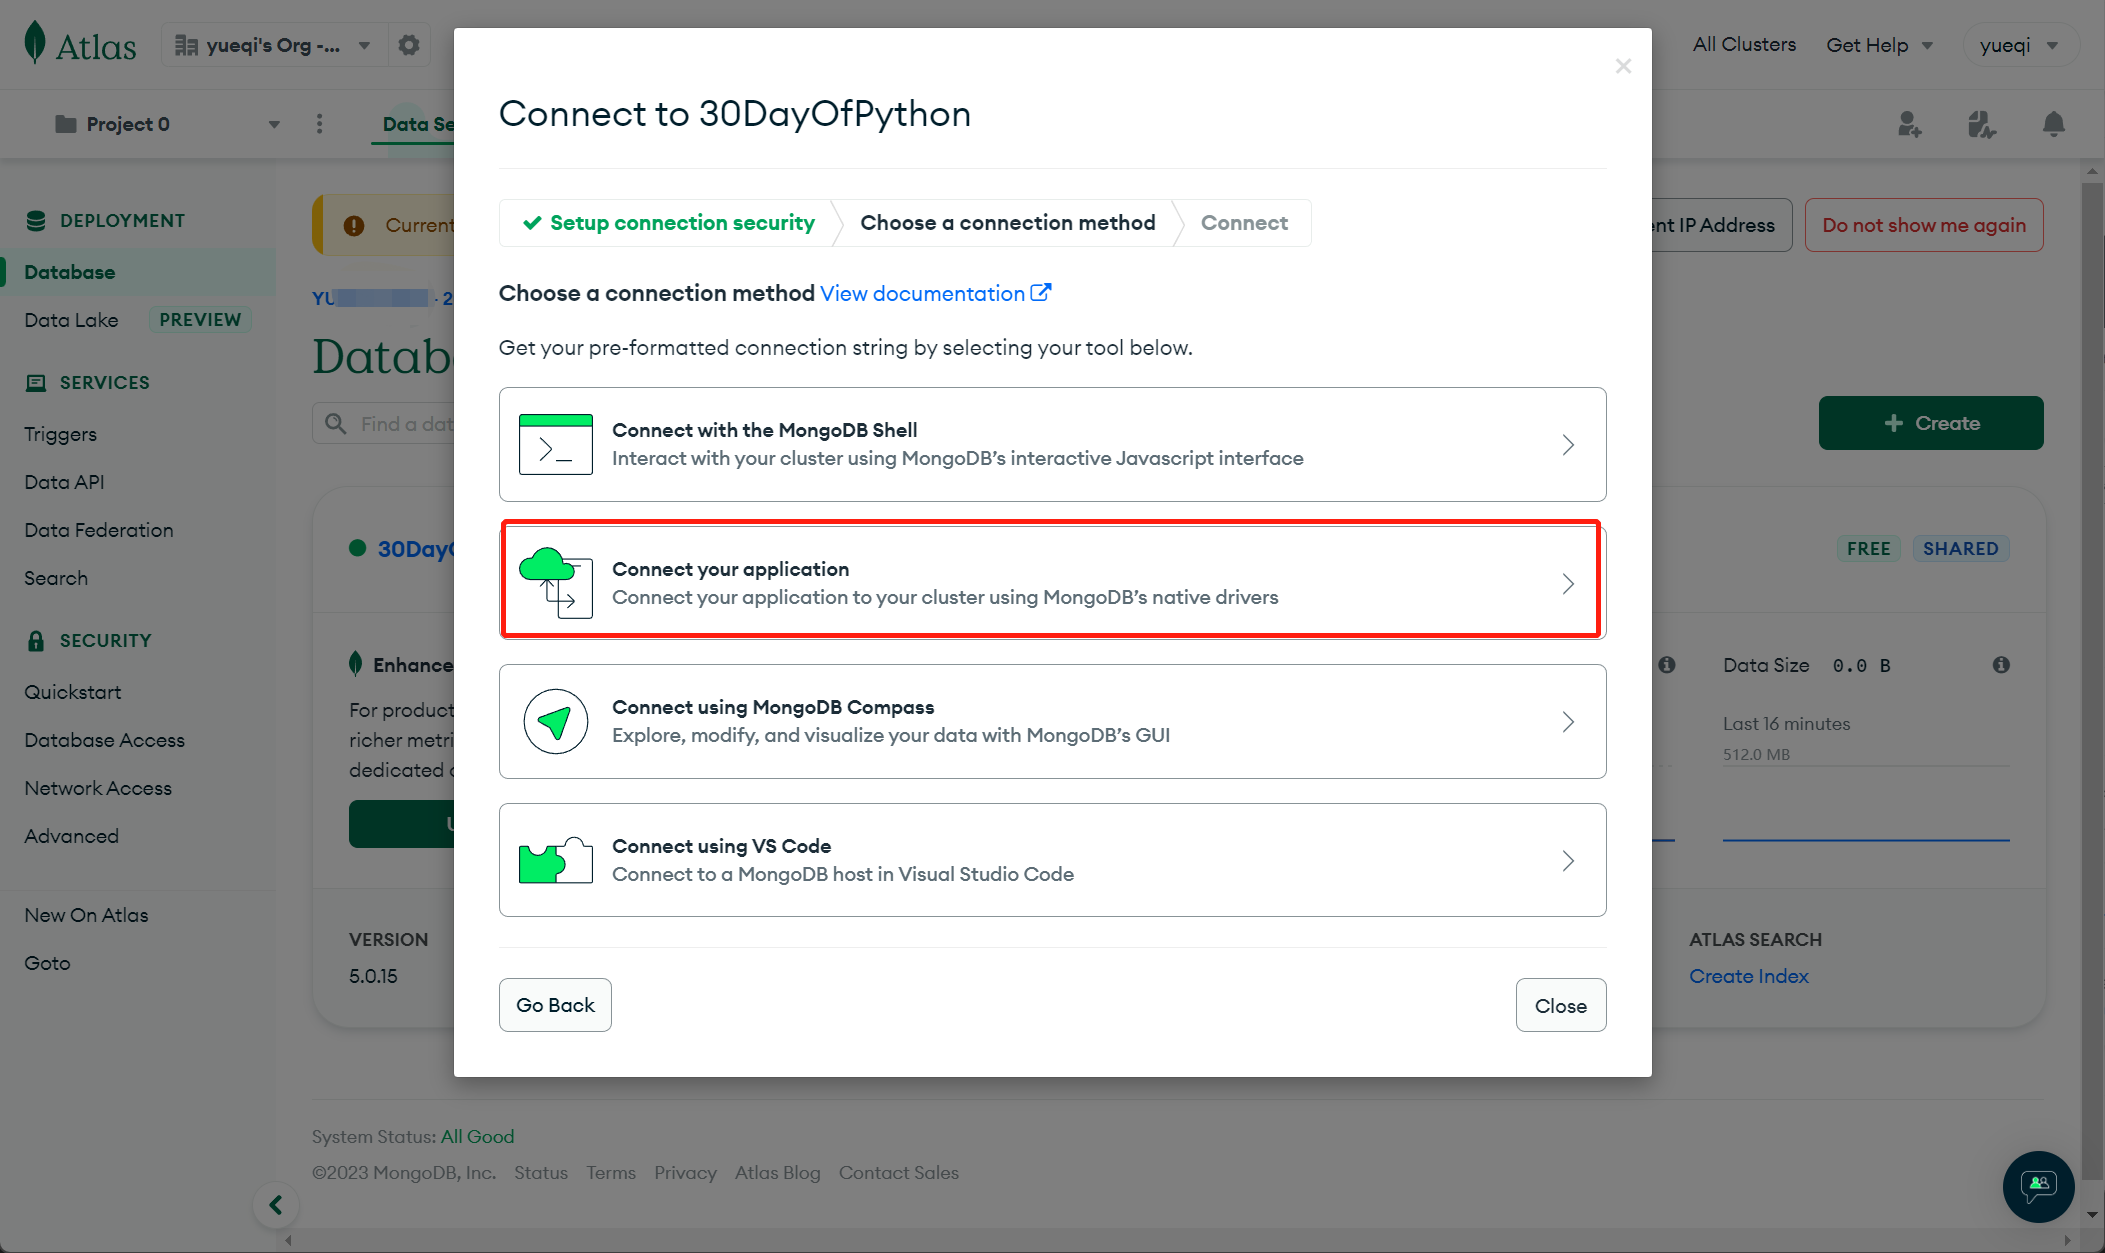 Atlas
yueqi's Org -...
All Clusters
Get Help
yueqi
Project 0
Data Se
DEPLOYMENT
Database
Data Lake
PREVIEW
SERVICES
Triggers
Data API
Data Federation
Search
SECURITY
Quickstart
Database Access
Network Access
Advanced
New On Atlas
Goto
Current
ent IP Address
Do not show me again
YU
· 2
Datab
Find a dat
Create
30DayO
FREE
SHARED
Enhance
For product
richer metri
dedicated
Data Size 0.0 B
Last 16 minutes
512.0 MB
VERSION
5.0.15
ATLAS SEARCH
Create Index
Connect to 30DayOfPython
Setup connection security
Choose a connection method
Connect
Choose a connection method View documentation
Get your pre-formatted connection string by selecting your tool below.
Connect with the MongoDB Shell
Interact with your cluster using MongoDB's interactive Javascript interface
Connect your application
Connect your application to your cluster using MongoDB's native drivers
Connect using MongoDB Compass
Explore, modify, and visualize your data with MongoDB's GUI
Connect using VS Code
Connect to a MongoDB host in Visual Studio Code
Go Back
Close
System Status: All Good
©2023 MongoDB, Inc. Status Terms Privacy Atlas Blog Contact Sales